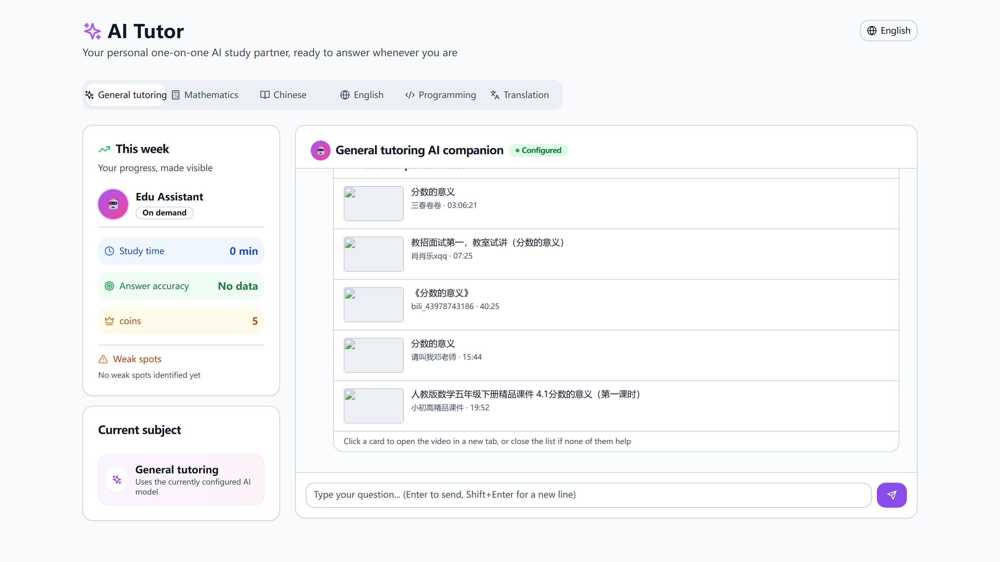 AI Tutor
English
Your personal one-on-one AI study partner, ready to answer whenever you are
General tutoring
Mathematics
Chinese
English
Programming
Translation
This week
Your progress, made visible
Edu Assistant
On demand
Study time
0 min
Answer accuracy
No data
coins
5
Weak spots
No weak spots identified yet
Current subject
General tutoring
Uses the currently configured AI
model
General tutoring AI companion
Configured
分数的意义
三春卷卷 · 03:06:21
教招面试第一，教室试讲（分数的意义）
肖肖乐xqq · 07:25
《分数的意义》
bili_43978743186 · 40:25
分数的意义
请叫我邓老师 · 15:44
人教版数学五年级下册精品课件 4.1分数的意义（第一课时）
小初高精品课件 · 19:52
Click a card to open the video in a new tab, or close the list if none of them help
Type your question... (Enter to send, Shift+Enter for a new line)